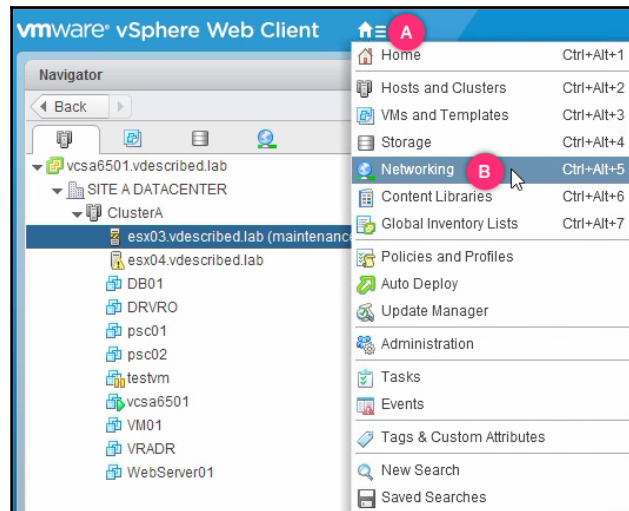 vmware vSphere Web Client
A
Navigator
Back
vcsa6501.vdescribed.lab
SITE A DATACENTER
ClusterA
esx03.vdescribed.lab (maintenanc
esx04.vdescribed.lab
DB01
DRVRO
psc01
psc02
testvm
vcsa6501
VM01
VRADR
WebServer01
Home Ctrl+Alt+1
Hosts and Clusters Ctrl+Alt+2
VMs and Templates Ctrl+Alt+3
Storage Ctrl+Alt+4
Networking B Ctrl+Alt+5
Content Libraries Ctrl+Alt+6
Global Inventory Lists Ctrl+Alt+7
Policies and Profiles
Auto Deploy
Update Manager
Administration
Tasks
Events
Tags & Custom Attributes
New Search
Saved Searches